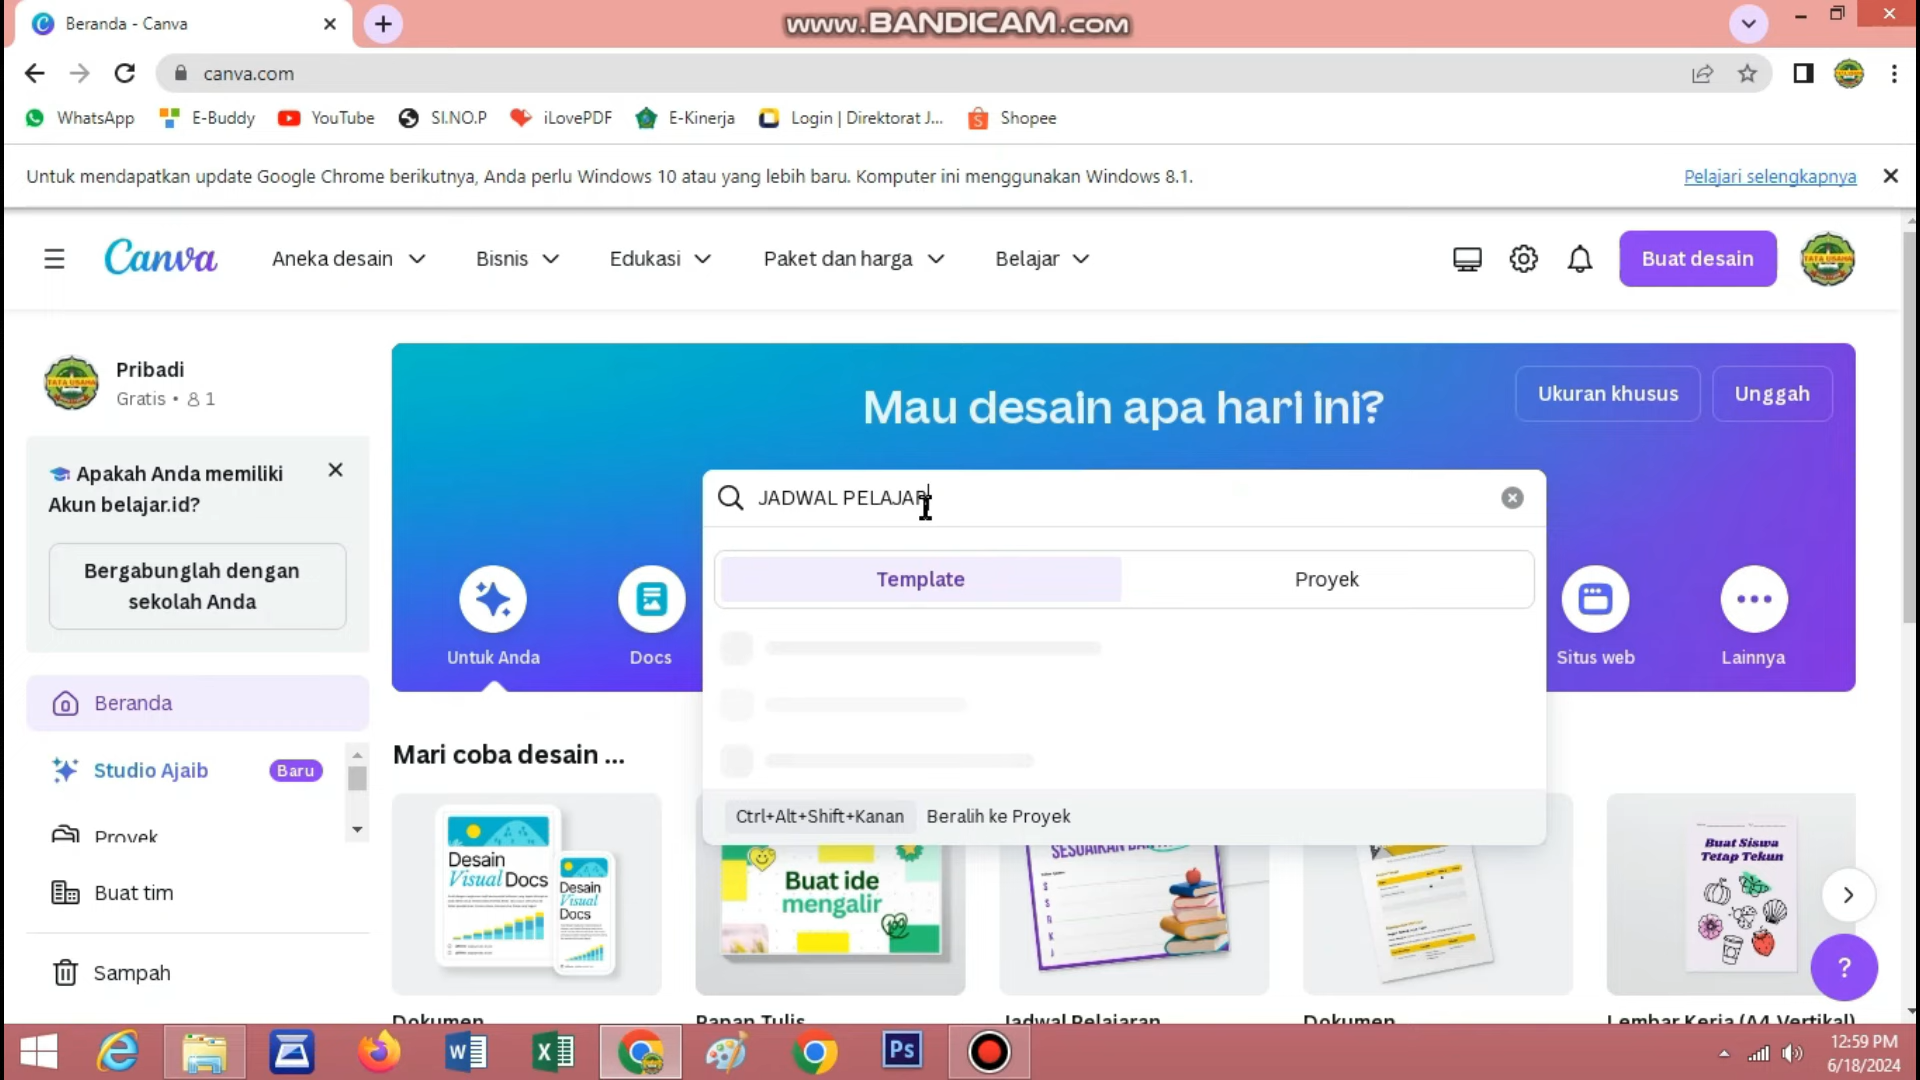 Beranda - Canva
www.BANDICAM.com
canva.com
WhatsApp
E-Buddy
YouTube
SI.NO.P
iLovePDF
E-Kinerja
Login | Direktorat J...
Shopee
Untuk mendapatkan update Google Chrome berikutnya, Anda perlu Windows 10 atau yang lebih baru. Komputer ini menggunakan Windows 8.1.
Pelajari selengkapnya
Canva
Aneka desain
Bisnis
Edukasi
Paket dan harga
Belajar
Buat desain
Pribadi
Gratis • 1
Apakah Anda memiliki
Akun belajar.id?
Bergabunglah dengan
sekolah Anda
Beranda
Studio Ajaib
Baru
Proyek
Buat tim
Sampah
Mau desain apa hari ini?
Ukuran khusus
Unggah
JADWAL PELAJAR
Template
Proyek
Ctrl+Alt+Shift+Kanan
Beralih ke Proyek
Untuk Anda
Docs
Situs web
Lainnya
Mari coba desain ...
Desain
Visual Docs
Desain
Visual
Docs
Buat ide
mengalir
100
Buat Siswa
Tetap Tekun
Dokumen
Papan Tulis
Jadwal Pelajaran
Dokumen
Lembar Kerja (A4 Vertikal)
?
Ps
12:59 PM
6/18/2024